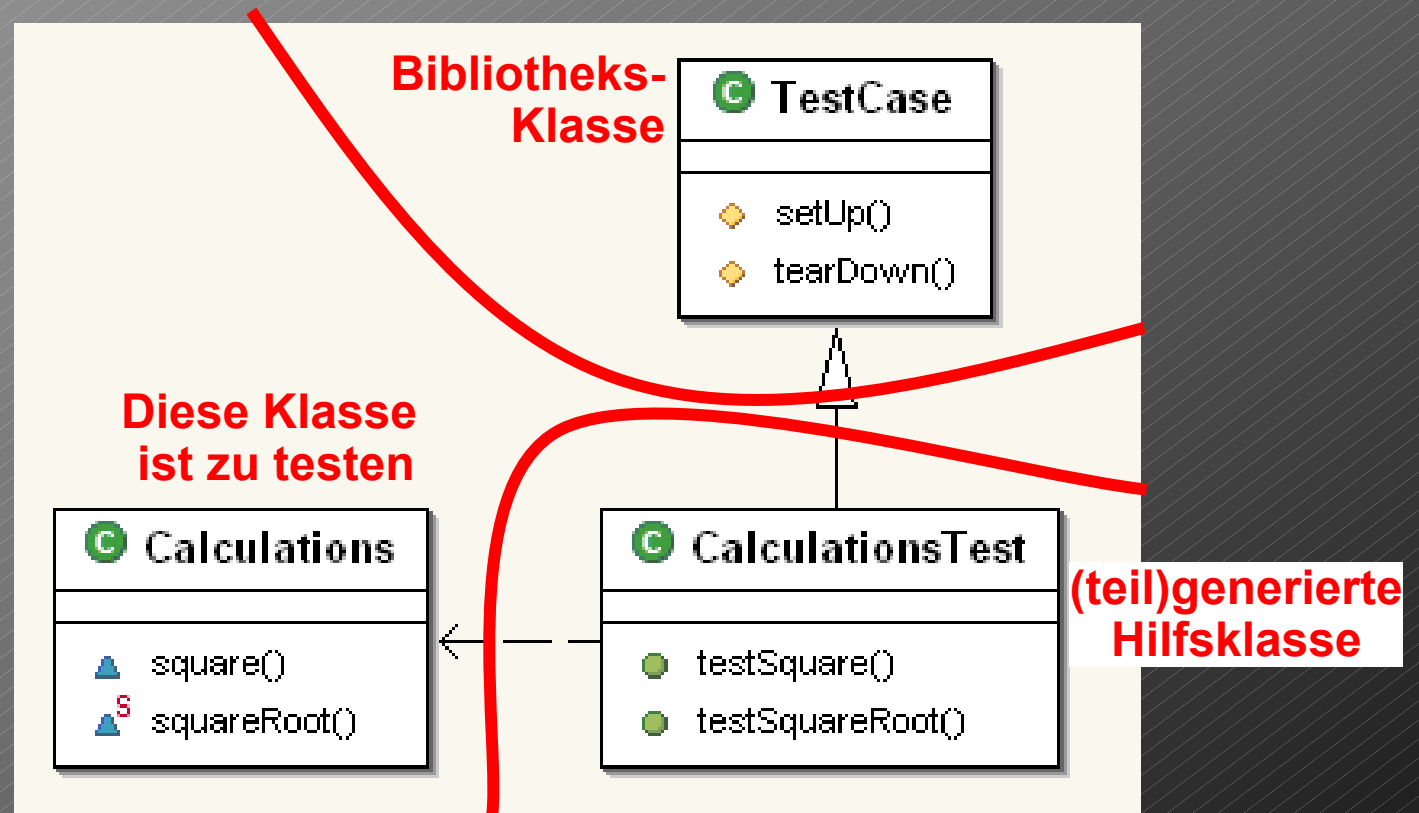 Bibliotheks-
Klasse
C TestCase
setUp()
tearDown()
Diese Klasse
ist zu testen
C Calculations
square()
S squareRoot()
C CalculationsTest
testSquare()
testSquareRoot()
(teil)generierte
Hilfsklasse